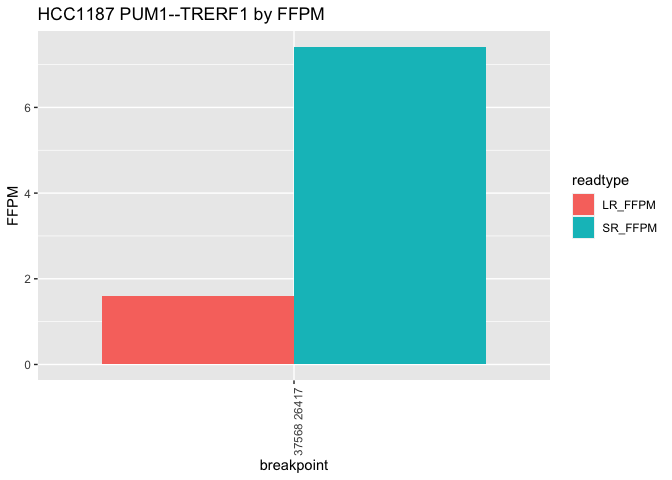 HCC1187 PUM1--TRERF1 by FFPM
FFPM
6
4
2
0
37568 26417
breakpoint
readtype
LR_FFPM
SR_FFPM